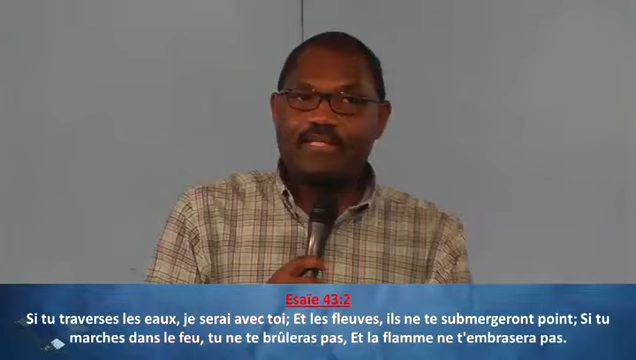 Esaïe 43:2
Si tu traverses les eaux, je serai avec toi; Et les fleuves, ils ne te submergeront point; Si tu
marches dans le feu, tu ne te brûleras pas, Et la flamme ne t'embrasera pas.